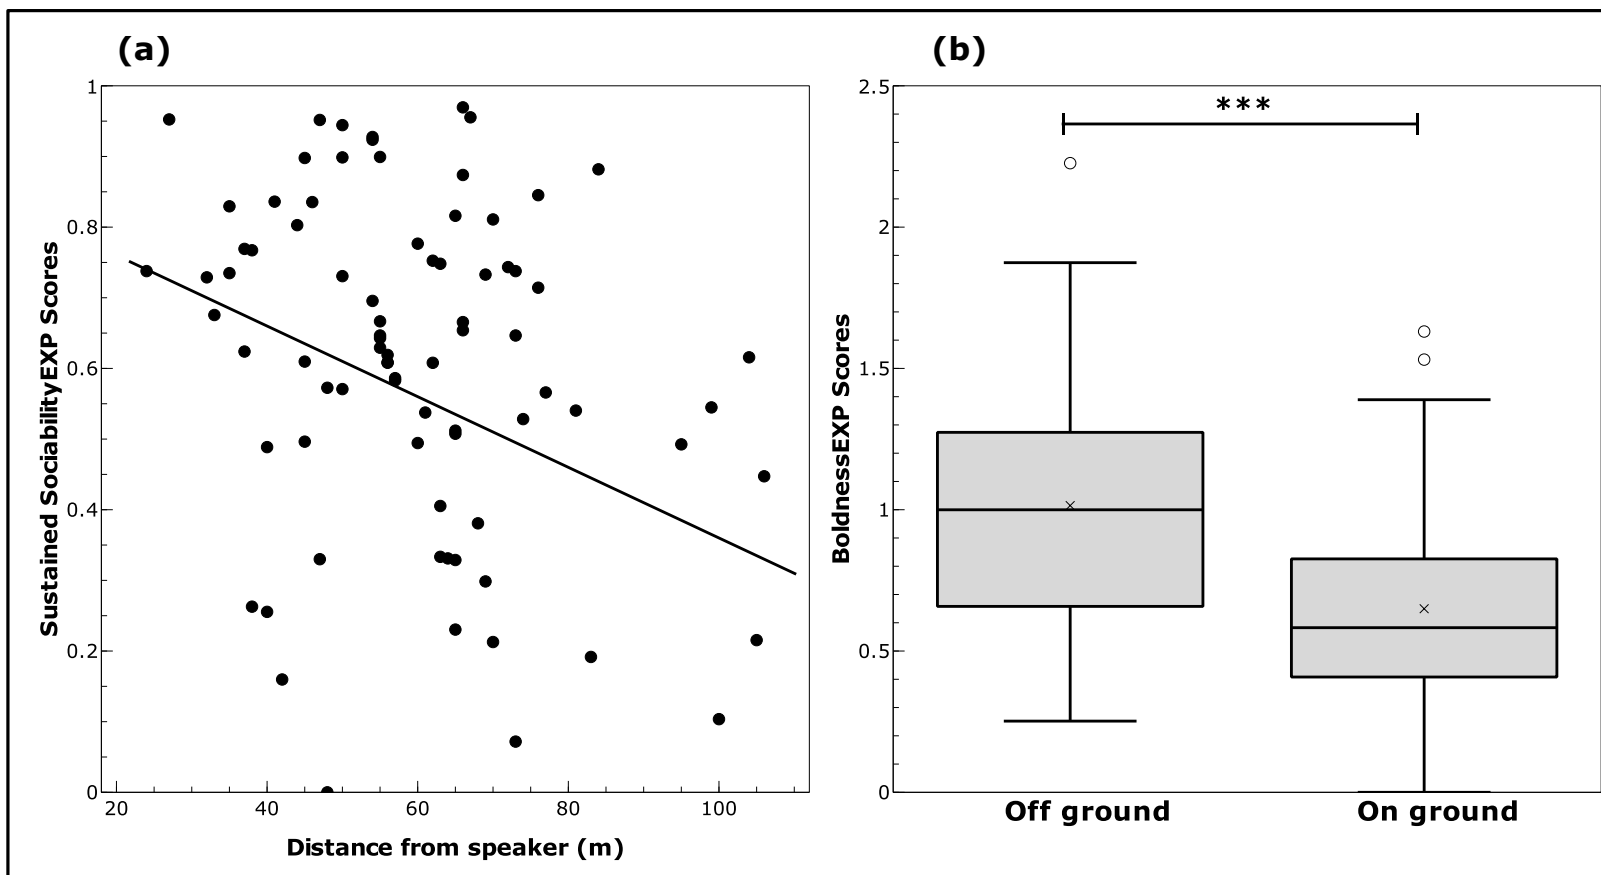 (a)
1
0.8
0.6
0.4
0.2
0
20 40 60 80 100
Sustained SociabilityEXP Scores
Distance from speaker (m)
(b)
2.5
2
1.5
1
0.5
0
***
BoldnessEXP Scores
Off ground On ground